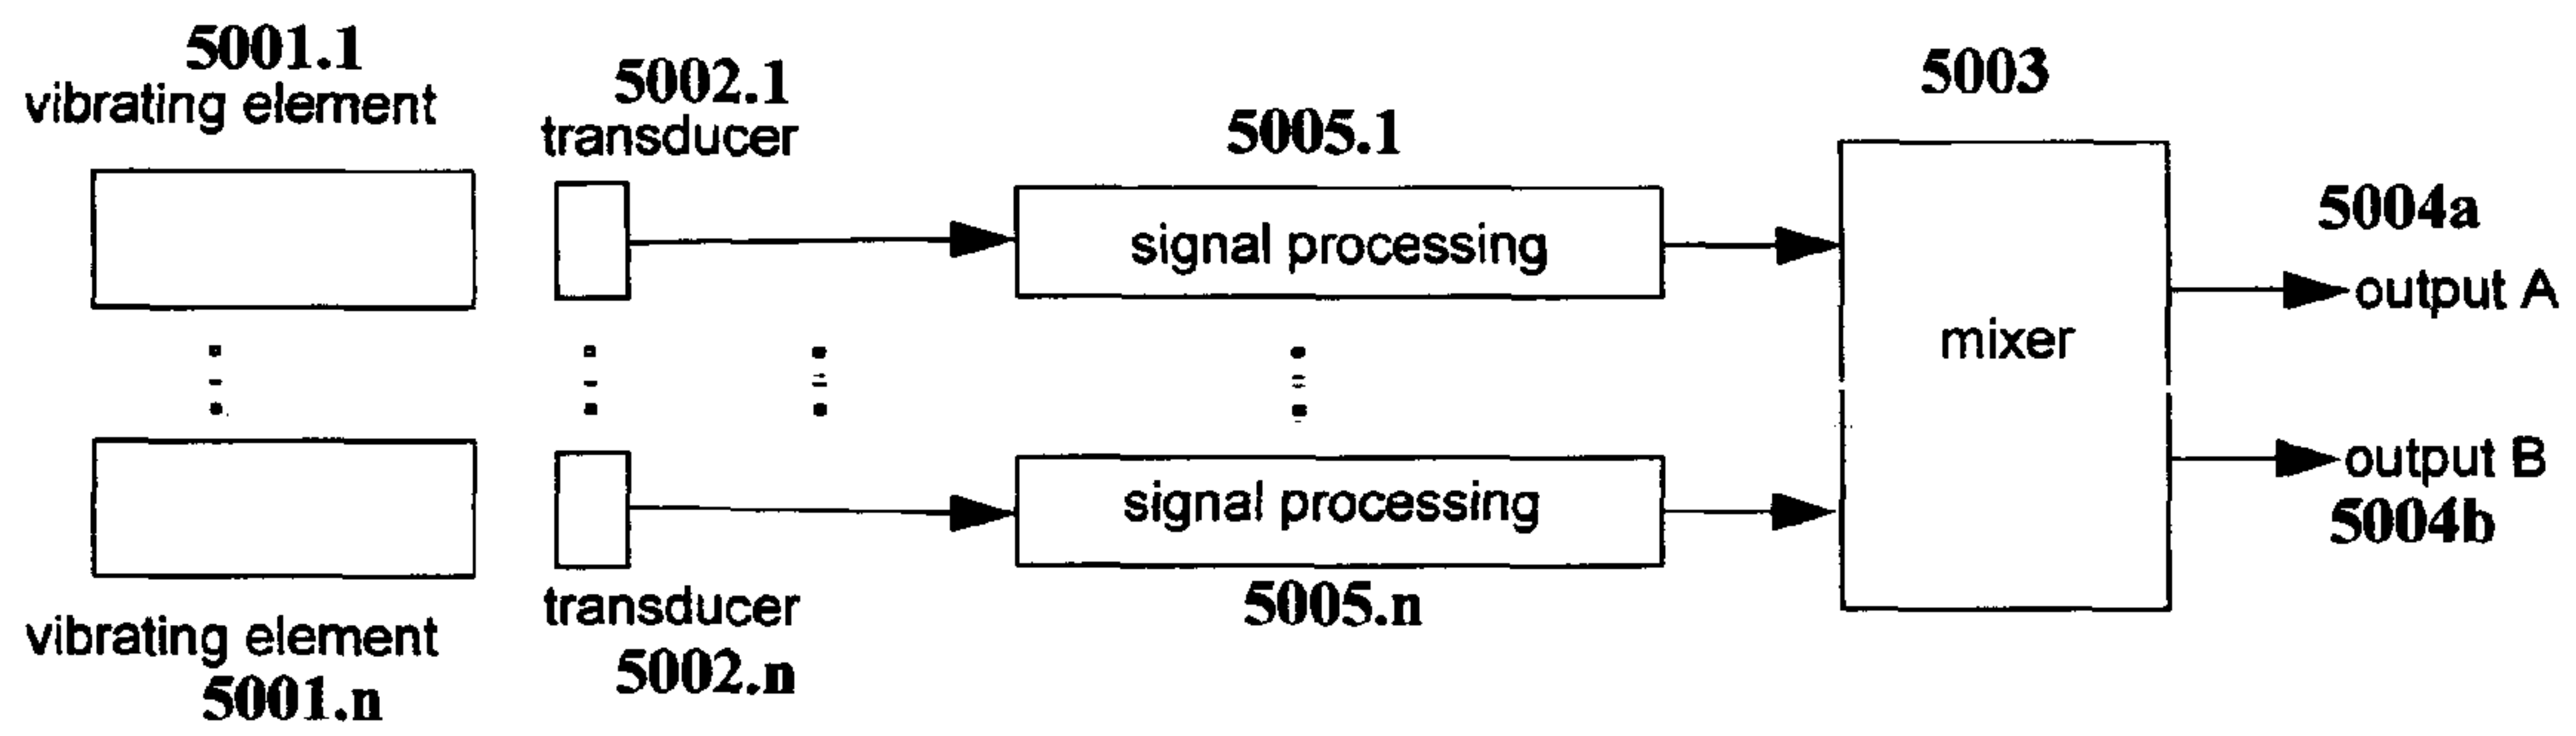 5001.1
vibrating element
5002.1
transducer
5005.1
signal processing
5003
mixer
5004a
output A
output B
5004b
signal processing
5005.n
transducer
5002.n
vibrating element
5001.n